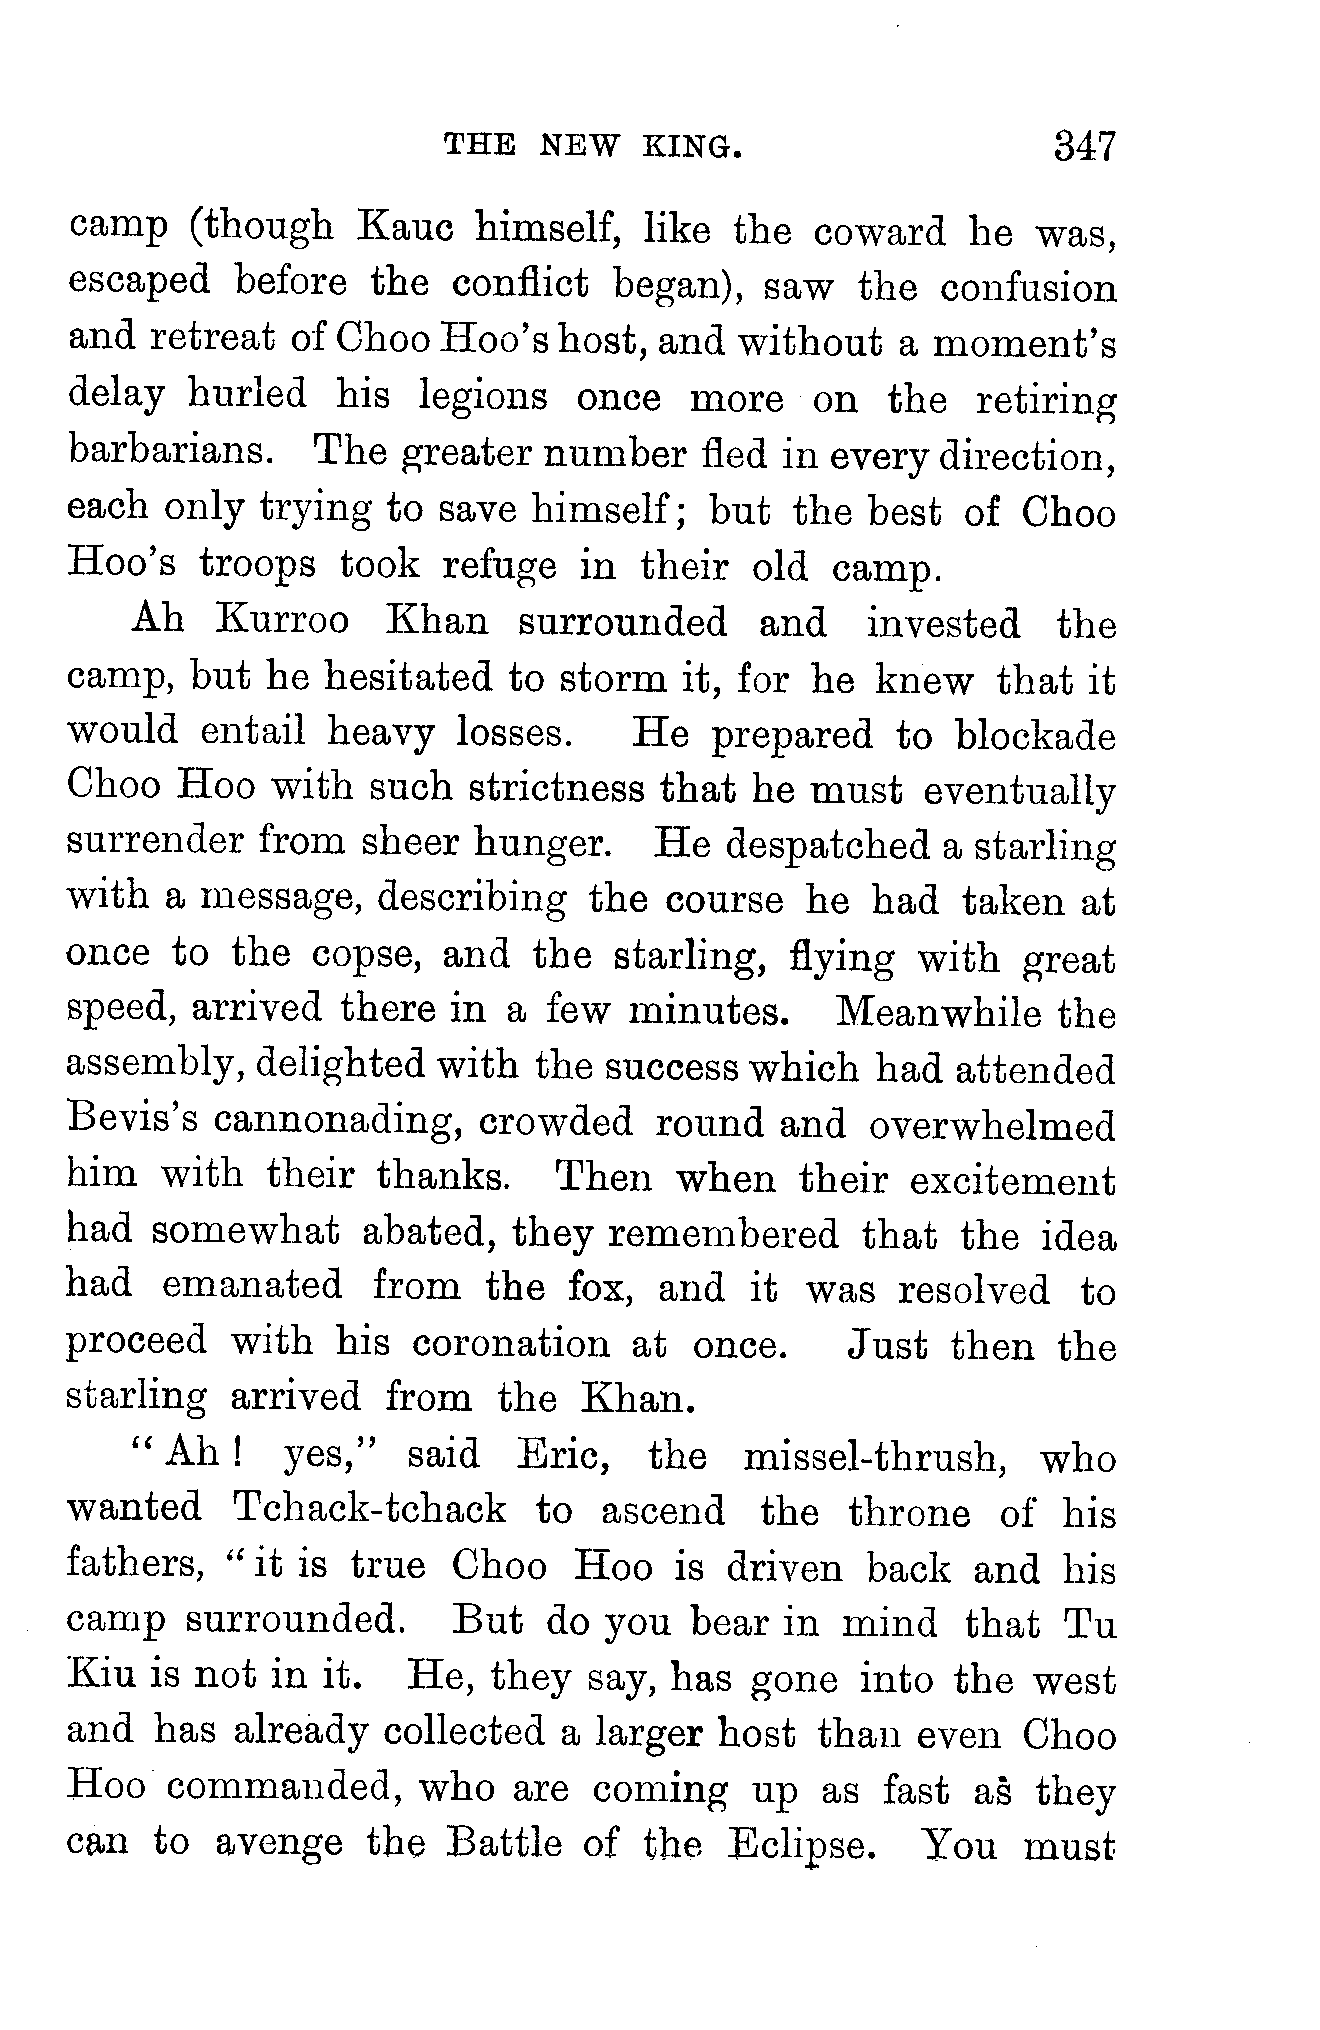 THE NEW KING. 347
camp (though Kauc himself, like the coward he was,
escaped before the conflict began), saw the confusion
and retreat of Choo Hoo's host, and without a moment's
delay hurled his legions once more on the retiring
barbarians. The greater number fled in every direction,
each only trying to save himself; but the best of Choo
Hoo's troops took refuge in their old camp.
Ah Kurroo Khan surrounded and invested the
camp, but he hesitated to storm it, for he knew that it
would entail heavy losses. He prepared to blockade
Choo Hoo with such strictness that he must eventually
surrender from sheer hunger. He despatched a starling
with a message, describing the course he had taken at
once to the copse, and the starling, flying with great
speed, arrived there in a few minutes. Meanwhile the
assembly, delighted with the success which had attended
Bevis's cannonading, crowded round and overwhelmed
him with their thanks. Then when their excitement
had somewhat abated, they remembered that the idea
had emanated from the fox, and it was resolved to
proceed with his coronation at once. Just then the
starling arrived from the Khan.
"Ah! yes," said Eric, the missel-thrush, who
wanted Tchack-tchack to ascend the throne of his
fathers, "it is true Choo Hoo is driven back and his
camp surrounded. But do you bear in mind that Tu
Kiu is not in it. He, they say, has gone into the west
and has already collected a larger host than even Choo
Hoo commanded, who are coming up as fast as they
can to avenge the Battle of the Eclipse. You must